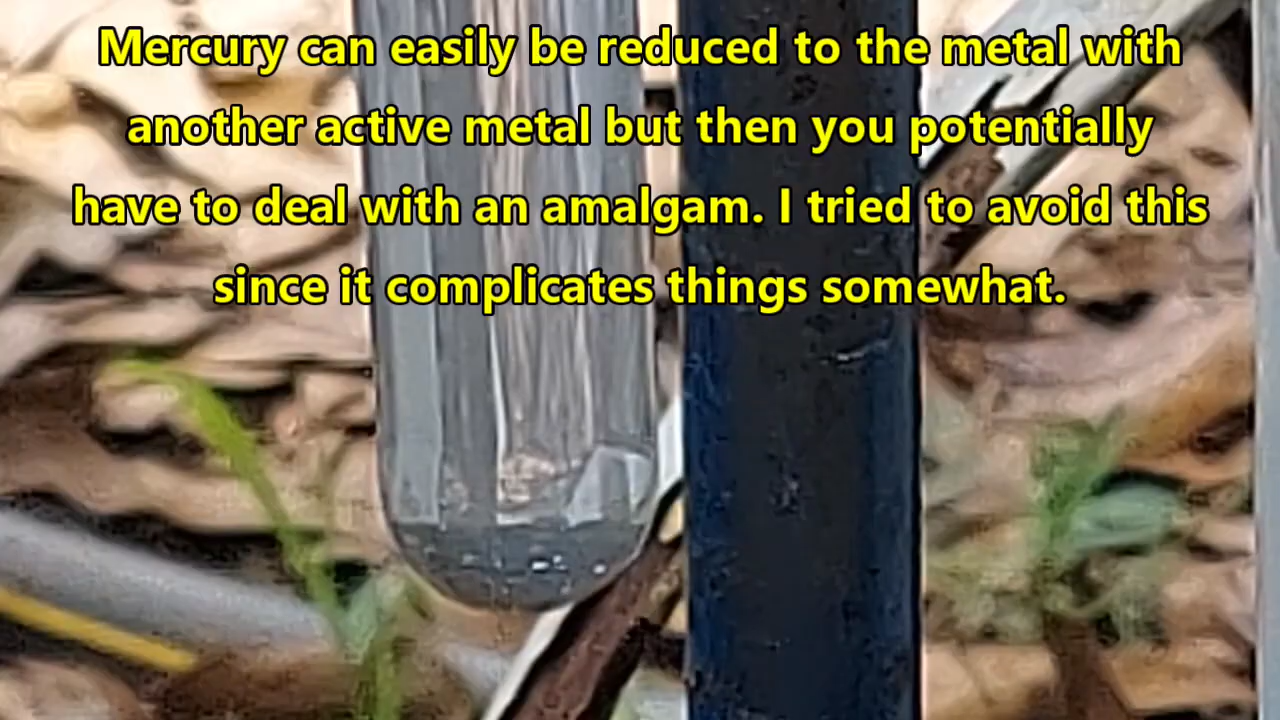 Mercury can easily be reduced to the metal with
another active metal but then you potentially
have to deal with an amalgam. I tried to avoid this
since it complicates things somewhat.